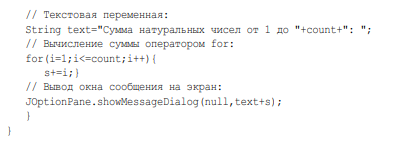 // Текстовая переменная:
String text="Сумма натуральных чисел от 1 до "+count+": ";
// Вычисление суммы оператором for:
for(i=1;i<=count;i++){
s+=i;}
// Вывод окна сообщения на экран:
JOptionPane.showMessageDialog(null,text+s);
}
}